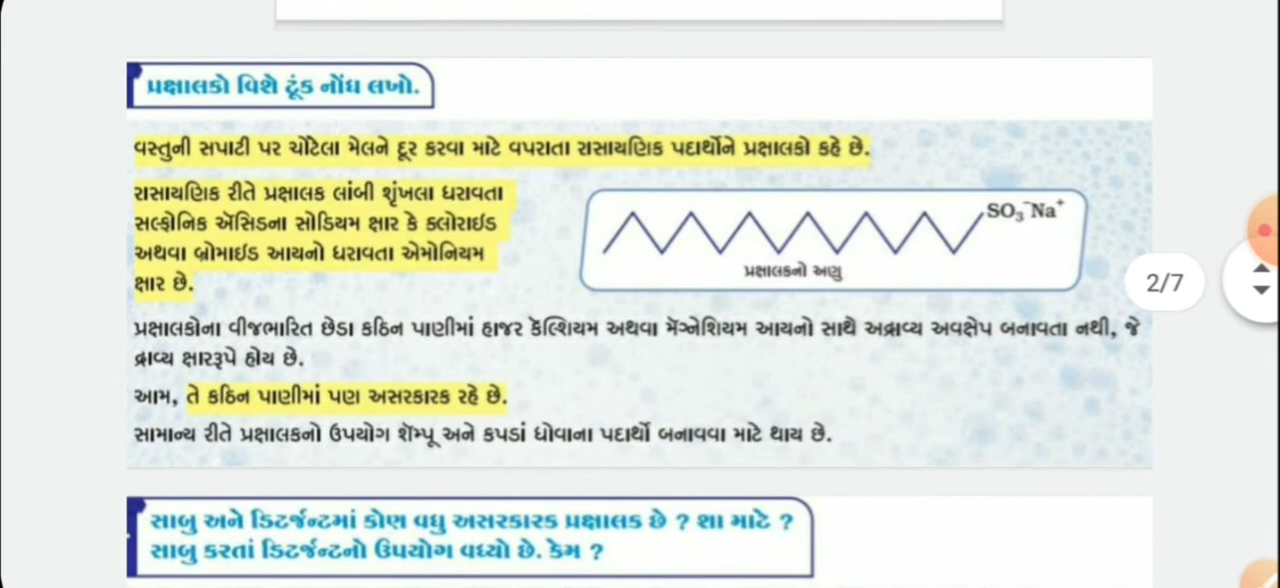 પ્રક્ષાલકો વિશે ટૂંક નોંધ લખો.
વસ્તુની સપાટી પર ચોંટેલા મેલને દૂર કરવા માટે વપરાતા રાસાયણિક પદાર્થોને પ્રક્ષાલકો કહે છે.
રાસાયણિક રીતે પ્રક્ષાલક લાંબી શૃંખલા ધરાવતા
સલ્ફોનિક ઍસિડના સોડિયમ ક્ષાર કે ક્લોરાઇડ
અથવા બ્રોમાઇડ આયનો ધરાવતા એમોનિયમ
ક્ષાર છે.
SO₃⁻Na⁺
પ્રક્ષાલકનો અણુ
2/7
પ્રક્ષાલકોના વીજભારિત છેડા કઠિન પાણીમાં હાજર કૅલ્શિયમ અથવા મૅગ્નેશિયમ આયનો સાથે અદ્રાવ્ય અવક્ષેપ બનાવતા નથી, જે
દ્રાવ્ય ક્ષારરૂપે હોય છે.
આમ, તે કઠિન પાણીમાં પણ અસરકારક રહે છે.
સામાન્ય રીતે પ્રક્ષાલકનો ઉપયોગ શૅમ્પૂ અને કપડાં ધોવાના પદાર્થો બનાવવા માટે થાય છે.
સાબુ અને ડિટર્જન્ટમાં કોણ વધુ અસરકારક પ્રક્ષાલક છે ? શા માટે ?
સાબુ કરતાં ડિટર્જન્ટનો ઉપયોગ વધ્યો છે. કેમ ?